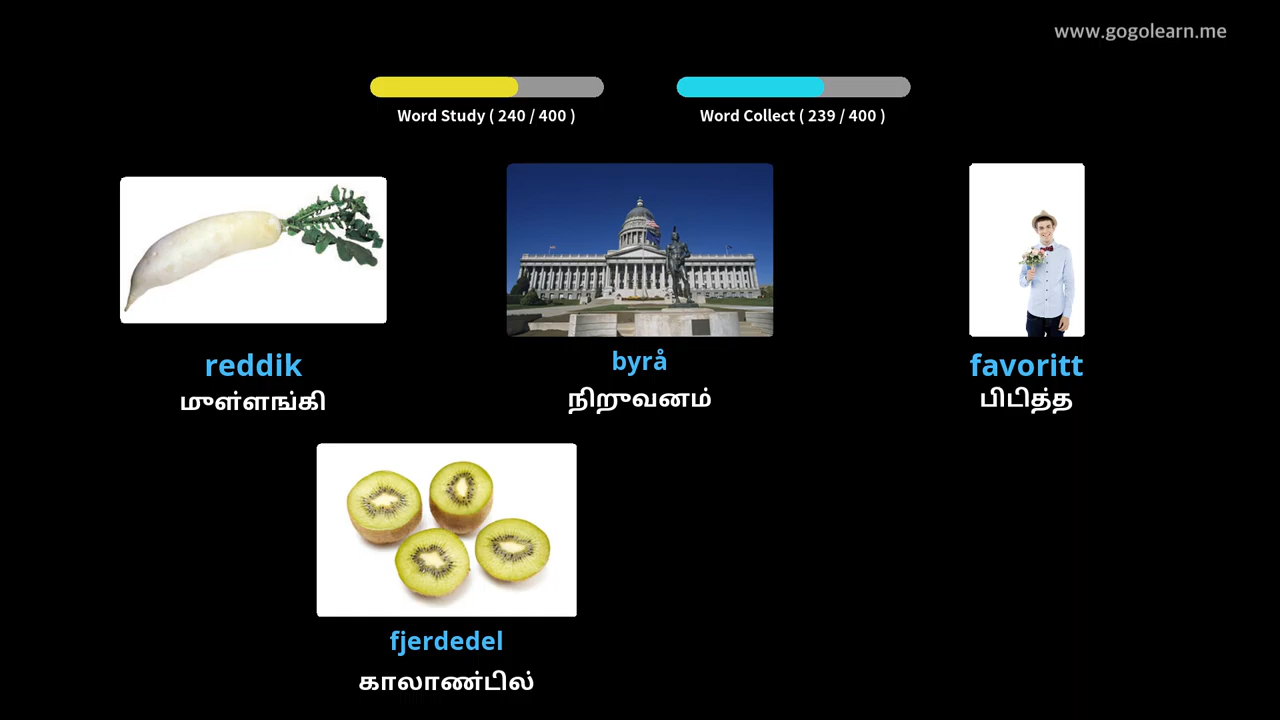 www.gogolearn.me
Word Study ( 240 / 400 )
Word Collect ( 239 / 400 )
reddik
முள்ளங்கி
byrå
நிறுவனம்
favoritt
பிடித்த
fjerdedel
காலாண்டில்